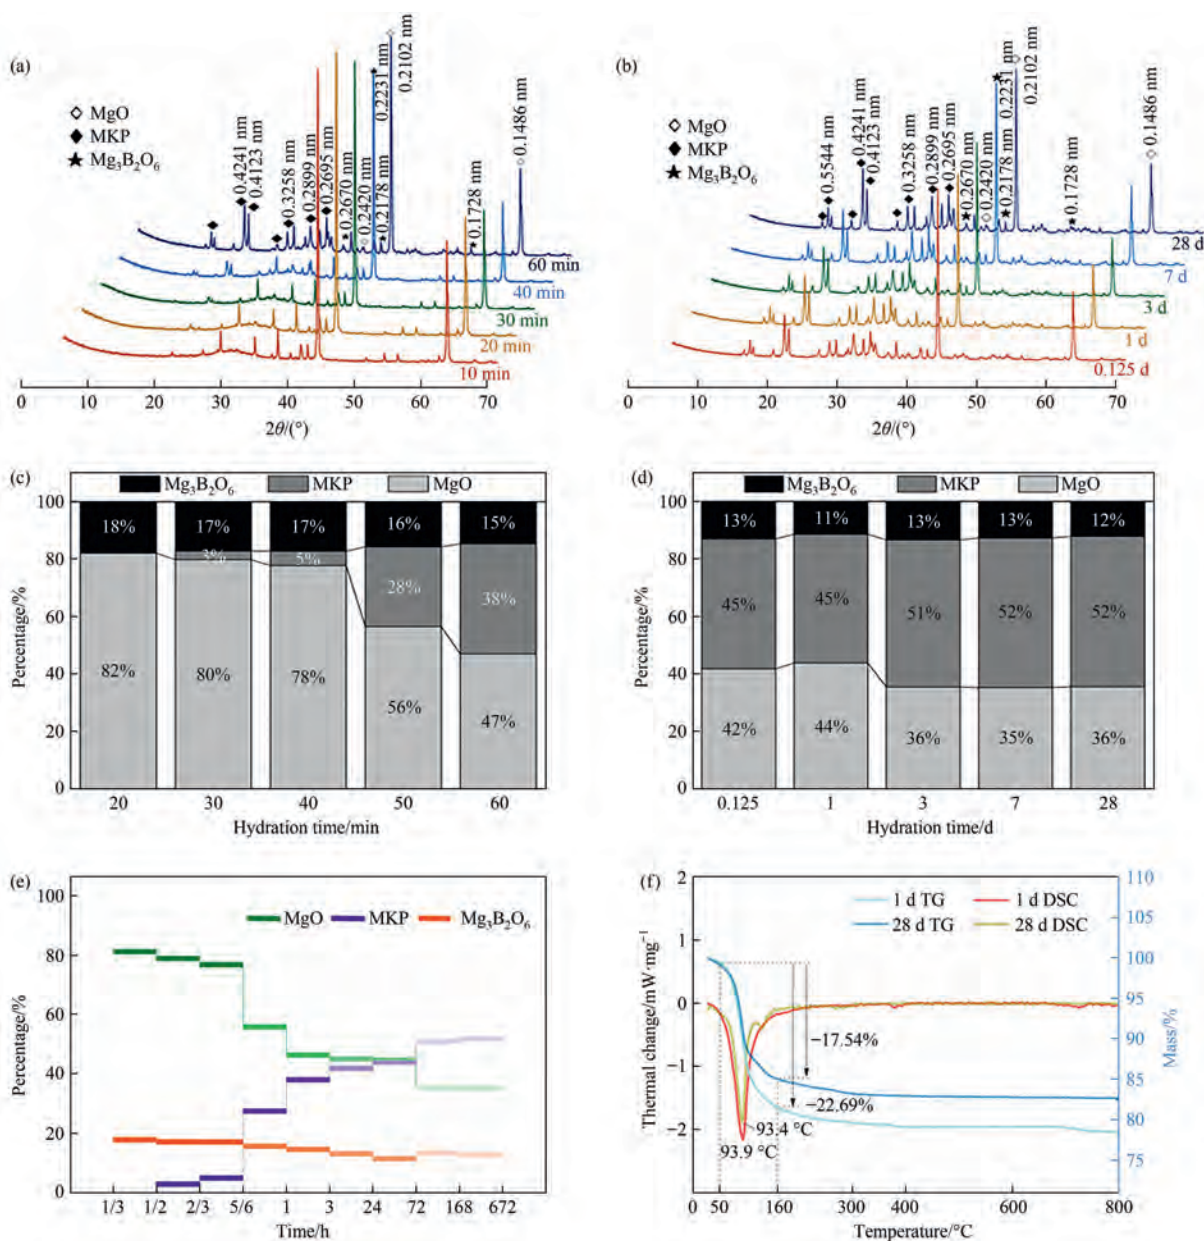 (a)
MgO
MKP
Mg₃B₂O₆
0.4241 nm
0.4123 nm
0.3258 nm
0.2899 nm
0.2695 nm
0.2670 nm
0.2420 nm
0.2178 nm
0.2231 nm
0.2102 nm
0.1728 nm
0.1486 nm
60 min
40 min
30 min
20 min
10 min
0 10 20 30 40 50 60 70
2θ/(°)
(b)
MgO
MKP
Mg₃B₂O₆
0.5544 nm
0.4241 nm
0.4123 nm
0.3258 nm
0.2899 nm
0.2695 nm
0.2670 nm
0.2420 nm
0.2178 nm
0.2231 nm
0.2102 nm
0.1728 nm
0.1486 nm
28 d
7 d
3 d
1 d
0.125 d
0 10 20 30 40 50 60 70
2θ/(°)
(c)
Mg₃B₂O₆ MKP MgO
Percentage/%
100
80
60
40
20
0
18% 17% 17% 16% 15%
3% 5% 28% 38%
82% 80% 78% 56% 47%
20 30 40 50 60
Hydration time/min
(d)
Mg₃B₂O₆ MKP MgO
Percentage/%
100
80
60
40
20
0
13% 11% 13% 13% 12%
45% 45% 51% 52% 52%
42% 44% 36% 35% 36%
0.125 1 3 7 28
Hydration time/d
(e)
MgO MKP Mg₃B₂O₆
Percentage/%
100
80
60
40
20
0
1/3 1/2 2/3 5/6 1 3 24 72 168 672
Time/h
(f)
1 d TG 1 d DSC
28 d TG 28 d DSC
Thermal change/mW·mg⁻¹
2
1
0
−1
−2
−17.54%
−22.69%
93.4 °C
93.9 °C
Mass/%
110
105
100
95
90
85
80
75
0 50 160 300 400 600 800
Temperature/°C